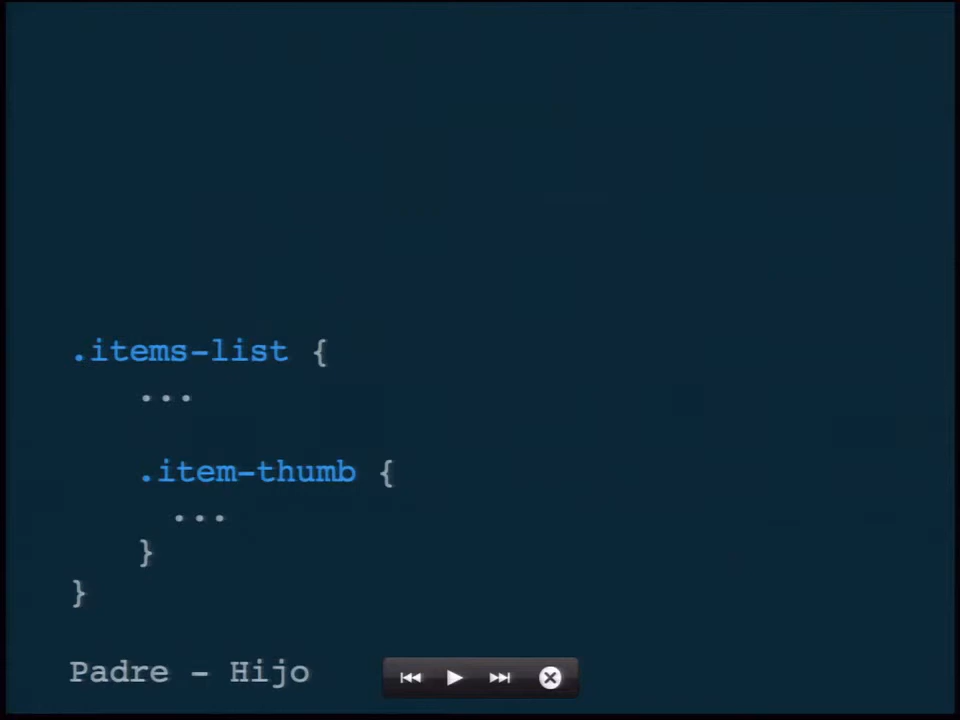 .items-list {
...
.item-thumb {
...
}
}
Padre - Hijo